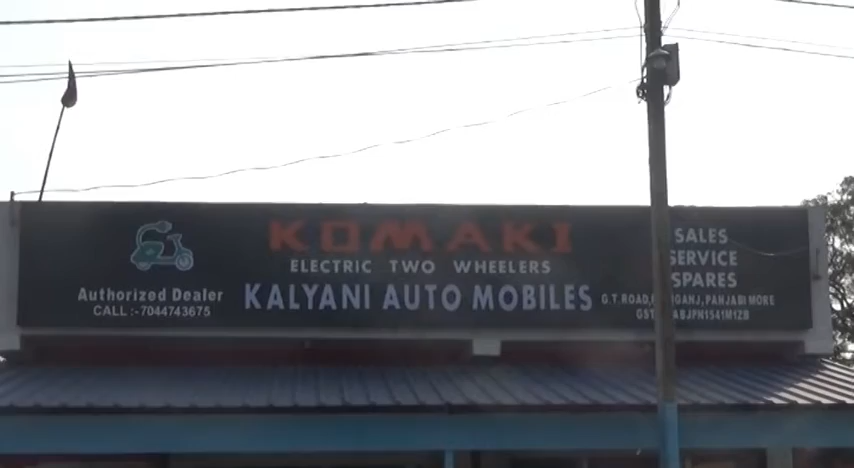 KOMAKI
ELECTRIC TWO WHEELERS
KALYANI AUTO MOBILES
Authorized Dealer
CALL :-7044743675
SALES
SERVICE
SPARES
G.T.ROAD, PANJABI MORE